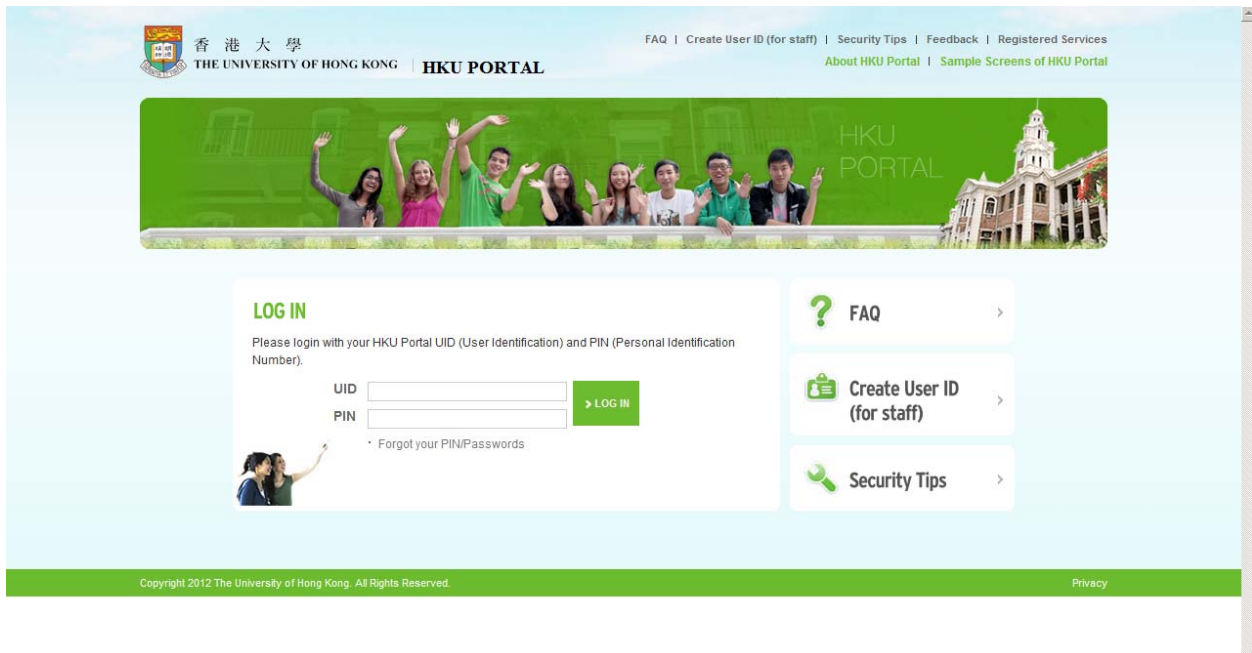 香 港 大 學
THE UNIVERSITY OF HONG KONG
HKU PORTAL
FAQ | Create User ID (for staff) | Security Tips | Feedback | Registered Services
About HKU Portal | Sample Screens of HKU Portal
HKU
PORTAL
LOG IN
Please login with your HKU Portal UID (User Identification) and PIN (Personal Identification
Number).
UID
PIN
> LOG IN
· Forgot your PIN/Passwords
FAQ
Create User ID
(for staff)
Security Tips
Copyright 2012 The University of Hong Kong. All Rights Reserved.
Privacy